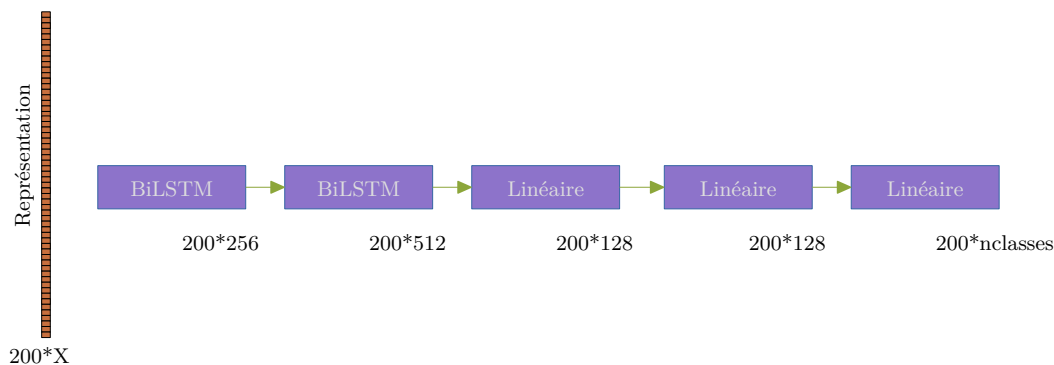 Représentation
200*X
BiLSTM
BiLSTM
Linéaire
Linéaire
Linéaire
200*256
200*512
200*128
200*128
200*nclasses